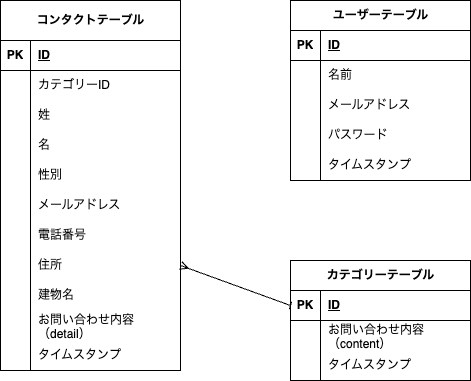 コンタクトテーブル
PK ID
カテゴリーID
姓
名
性別
メールアドレス
電話番号
住所
建物名
お問い合わせ内容
（detail）
タイムスタンプ
ユーザーテーブル
PK ID
名前
メールアドレス
パスワード
タイムスタンプ
カテゴリーテーブル
PK ID
お問い合わせ内容
（content）
タイムスタンプ